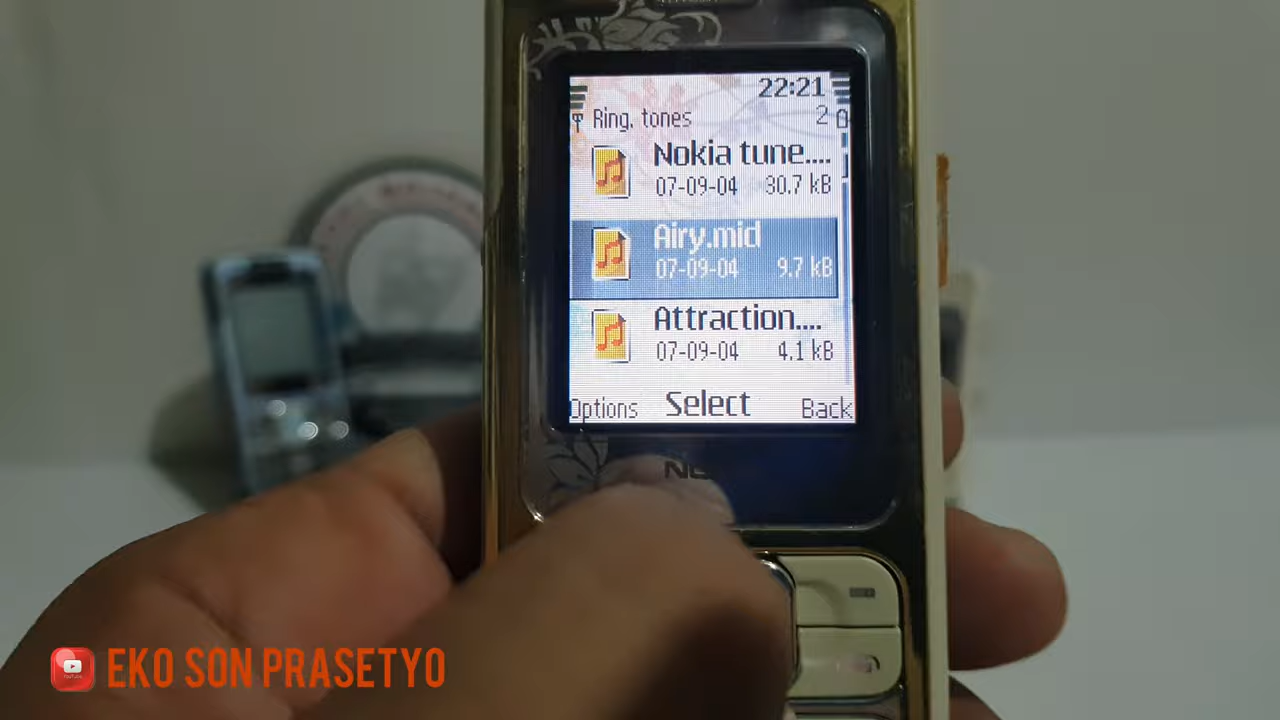 22:21
Ring. tones 2
Nokia tune....
07-09-04 30.7 kB
Airy.mid
07-09-04 9.7 kB
Attraction....
07-09-04 4.1 kB
Options Select Back
EKO SON PRASETYO